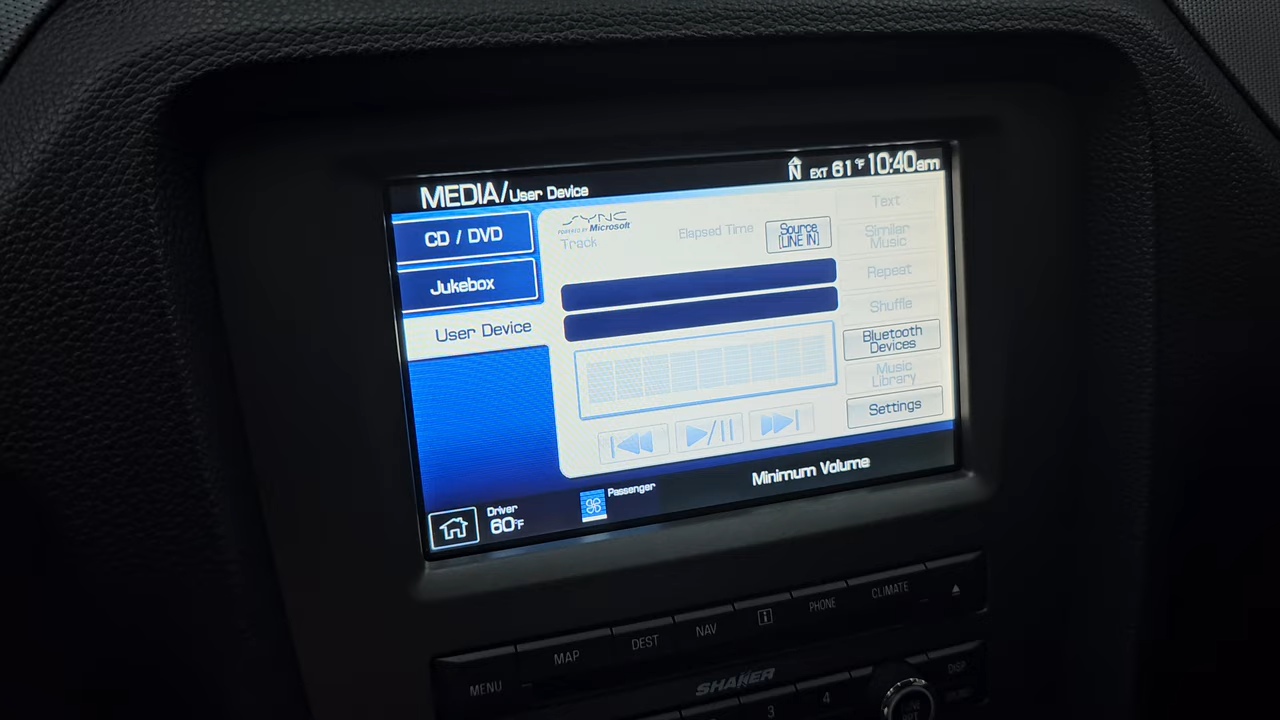 MEDIA/User Device
N EXT 61°F 10:40am
CD / DVD
Jukebox
User Device
SYNC
POWERED BY Microsoft
Track
Elapsed Time
Source
[LINE IN]
Text
Similar
Music
Repeat
Shuffle
Bluetooth
Devices
Music
Library
Settings
Minimum Volume
Driver
60°F
Passenger
MENU
MAP
DEST
NAV
i
PHONE
CLIMATE
SHAKER
3
4
DISP